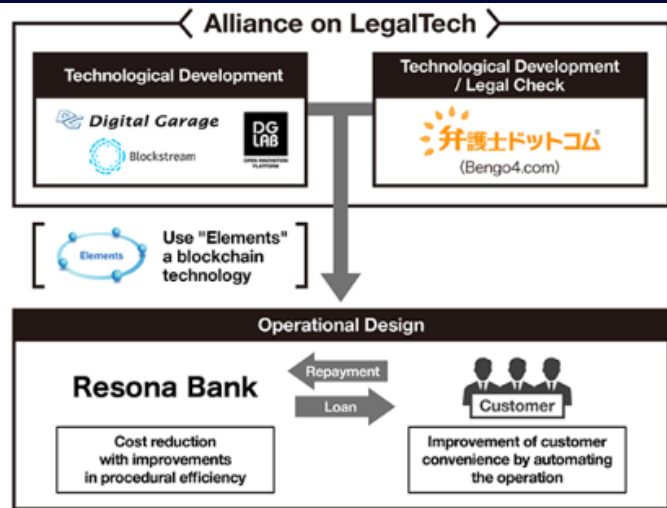 Alliance on LegalTech
Technological Development
Digital Garage
Blockstream
DG
LAB
OPEN INNOVATION
PLATFORM
Technological Development
/ Legal Check
弁護士ドットコム
(Bengo4.com)
Elements
Use "Elements"
a blockchain
technology
Operational Design
Resona Bank
Repayment
Loan
Customer
Cost reduction
with improvements
in procedural efficiency
Improvement of customer
convenience by automating
the operation